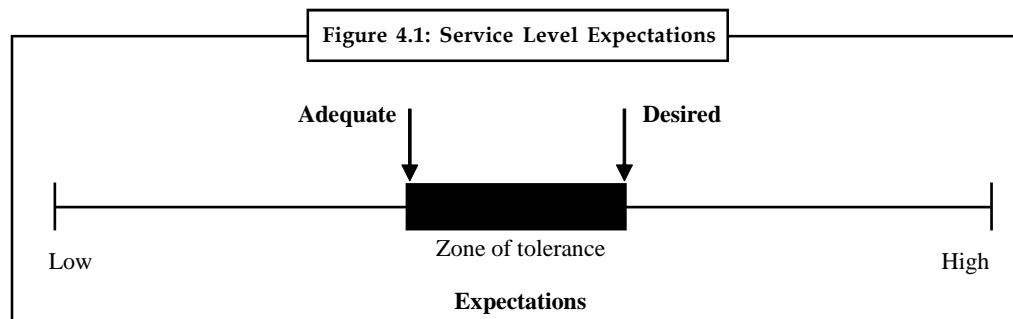 Figure 4.1: Service Level Expectations
Adequate Desired
Zone of tolerance
Low High
Expectations